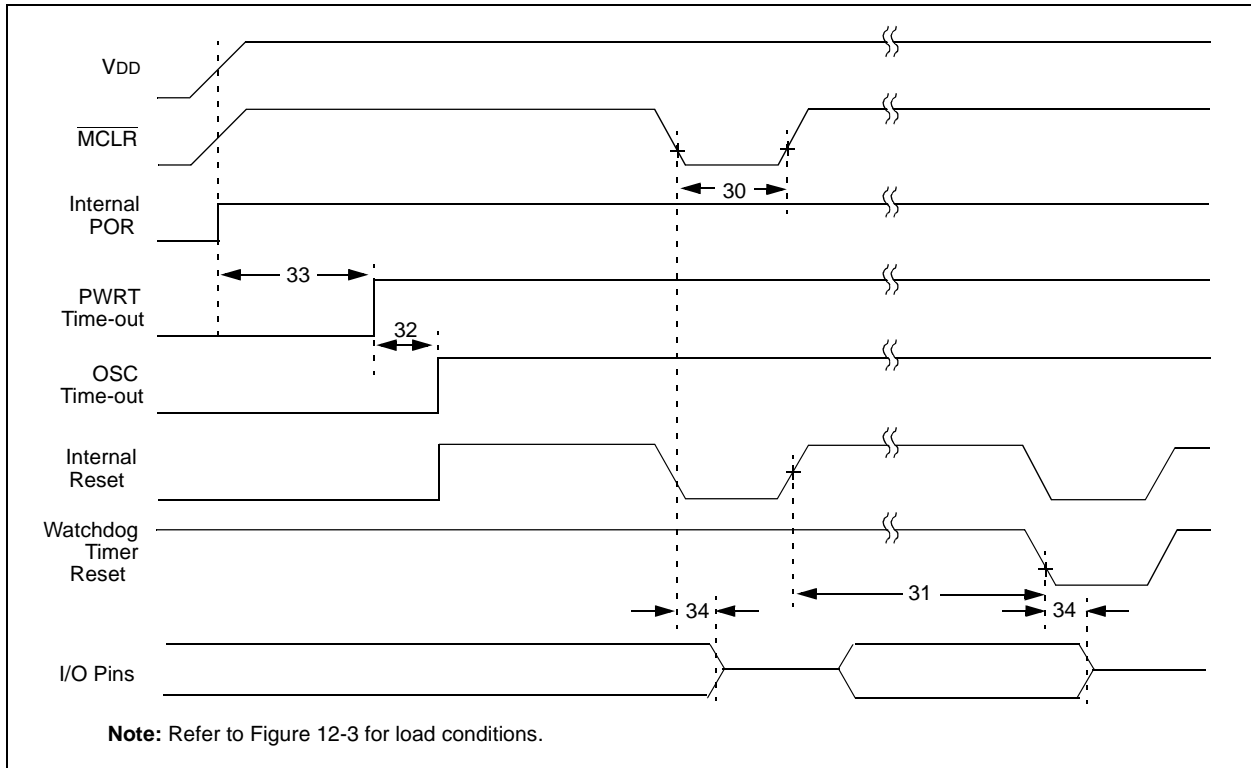 VDD
MCLR
30
Internal
POR
33
PWRT
Time-out
32
OSC
Time-out
Internal
Reset
Watchdog
Timer
Reset
31
34
34
I/O Pins
Note: Refer to Figure 12-3 for load conditions.